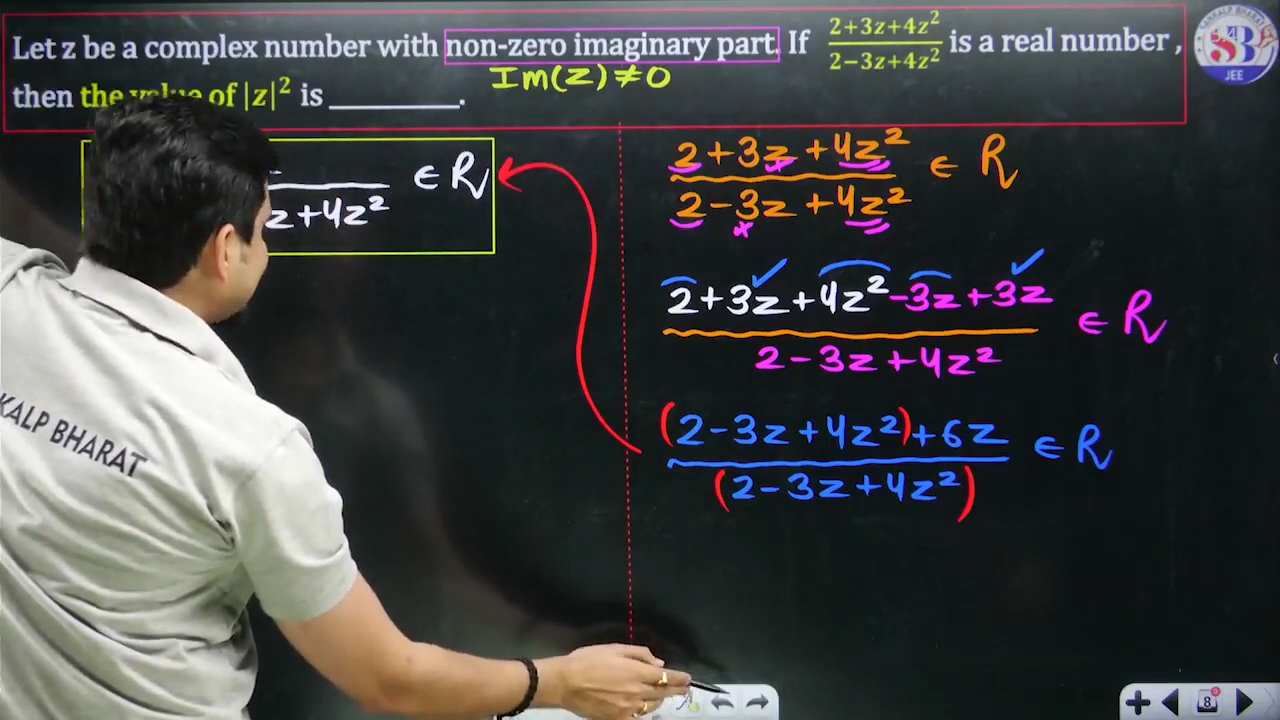 Let z be a complex number with non-zero imaginary part. If 2+3z+4z² / 2−3z+4z² is a real number ,
Im(z) ≠ 0
then the value of |z|² is ________.
SANKALP BHARAT
SB
JEE
z+4z² ∈ R
2+3z+4z² / 2-3z+4z² ∈ R
2+3z+4z²-3z+3z / 2-3z+4z² ∈ R
(2-3z+4z²)+6z / (2-3z+4z²) ∈ R
KALP BHARAT
8